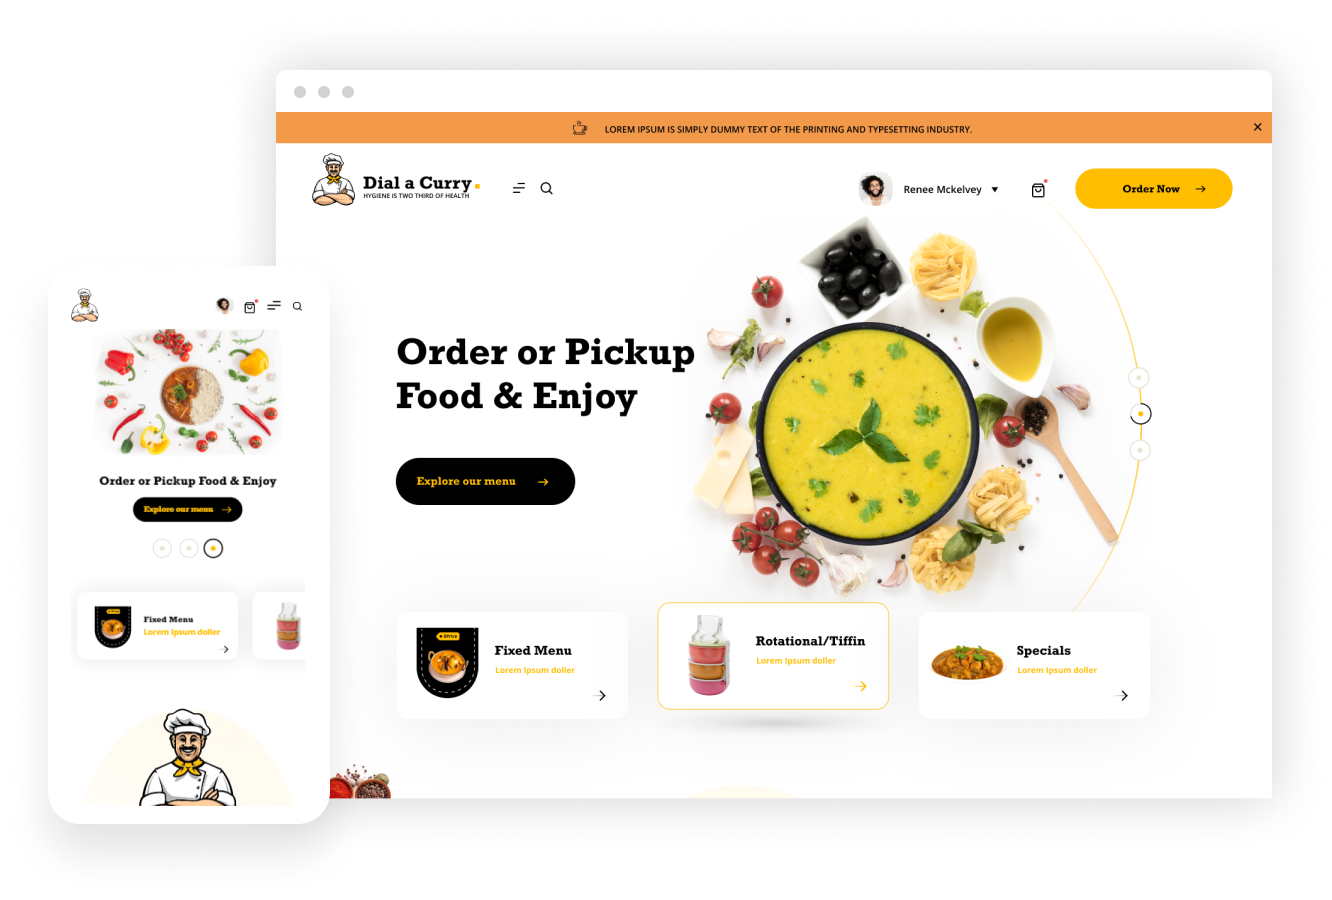 LOREM IPSUM IS SIMPLY DUMMY TEXT OF THE PRINTING AND TYPESETTING INDUSTRY.
Dial a Curry
HYGIENE IS TWO THIRD OF HEALTH
Renee Mckelvey
Order Now
Order or Pickup
Food & Enjoy
Explore our menu
$Price
Fixed Menu
Lorem Ipsum doller
Rotational/Tiffin
Lorem Ipsum doller
Specials
Lorem Ipsum doller
Order or Pickup Food & Enjoy
Explore our menu
Fixed Menu
Lorem Ipsum doller